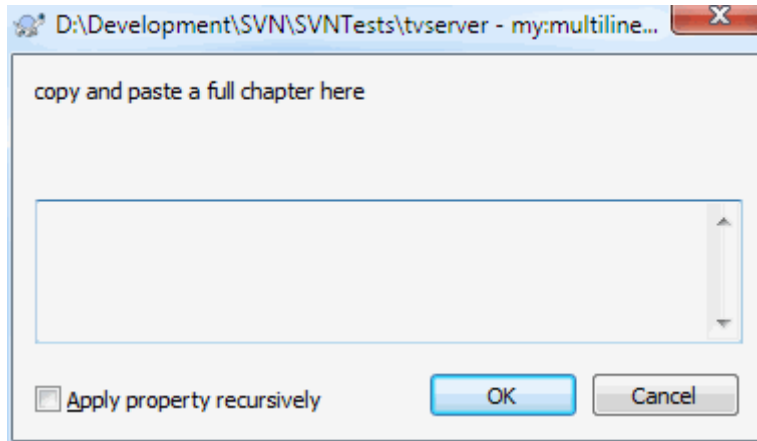 D:\Development\SVN\SVNTests\tvserver - my:multiline...
copy and paste a full chapter here
Apply property recursively
OK
Cancel